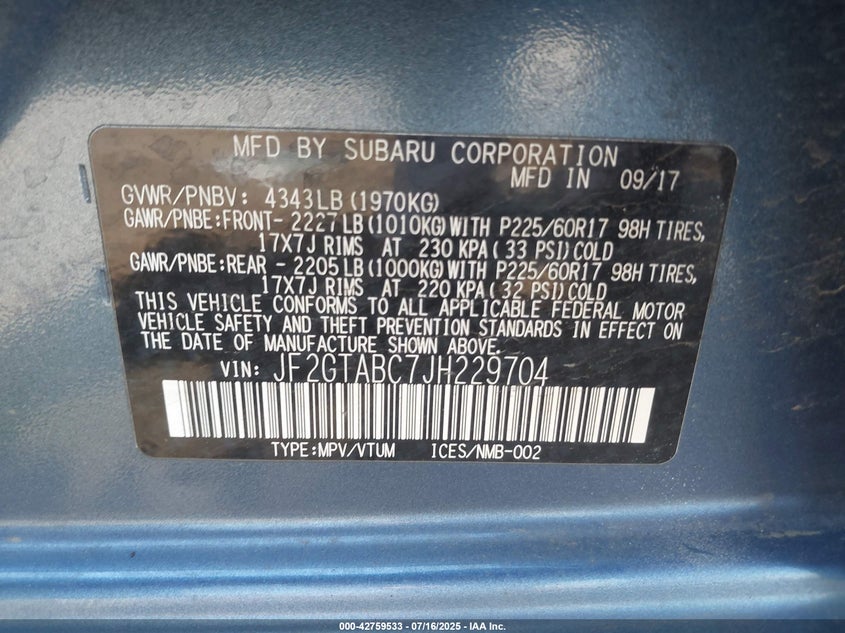 MFD BY SUBARU CORPORATION
MFD IN 09/17
GVWR/PNBV: 4343LB(1970KG)
GAWR/PNBE:FRONT- 2227LB(1010KG)WITH P225/60R17 98H TIRES,
17X7J RIMS AT 230 KPA(33 PSI)COLD
GAWR/PNBE:REAR - 2205LB(1000KG)WITH P225/60R17 98H TIRES,
17X7J RIMS AT 220 KPA(32 PSI)COLD
THIS VEHICLE CONFORMS TO ALL APPLICABLE FEDERAL MOTOR
VEHICLE SAFETY AND THEFT PREVENTION STANDARDS IN EFFECT ON
THE DATE OF MANUFACTURE SHOWN ABOVE.
VIN: JF2GTABC7JH229704
TYPE:MPV/VTUM ICES/NMB-002
000-42759533 - 07/16/2025 - IAA Inc.